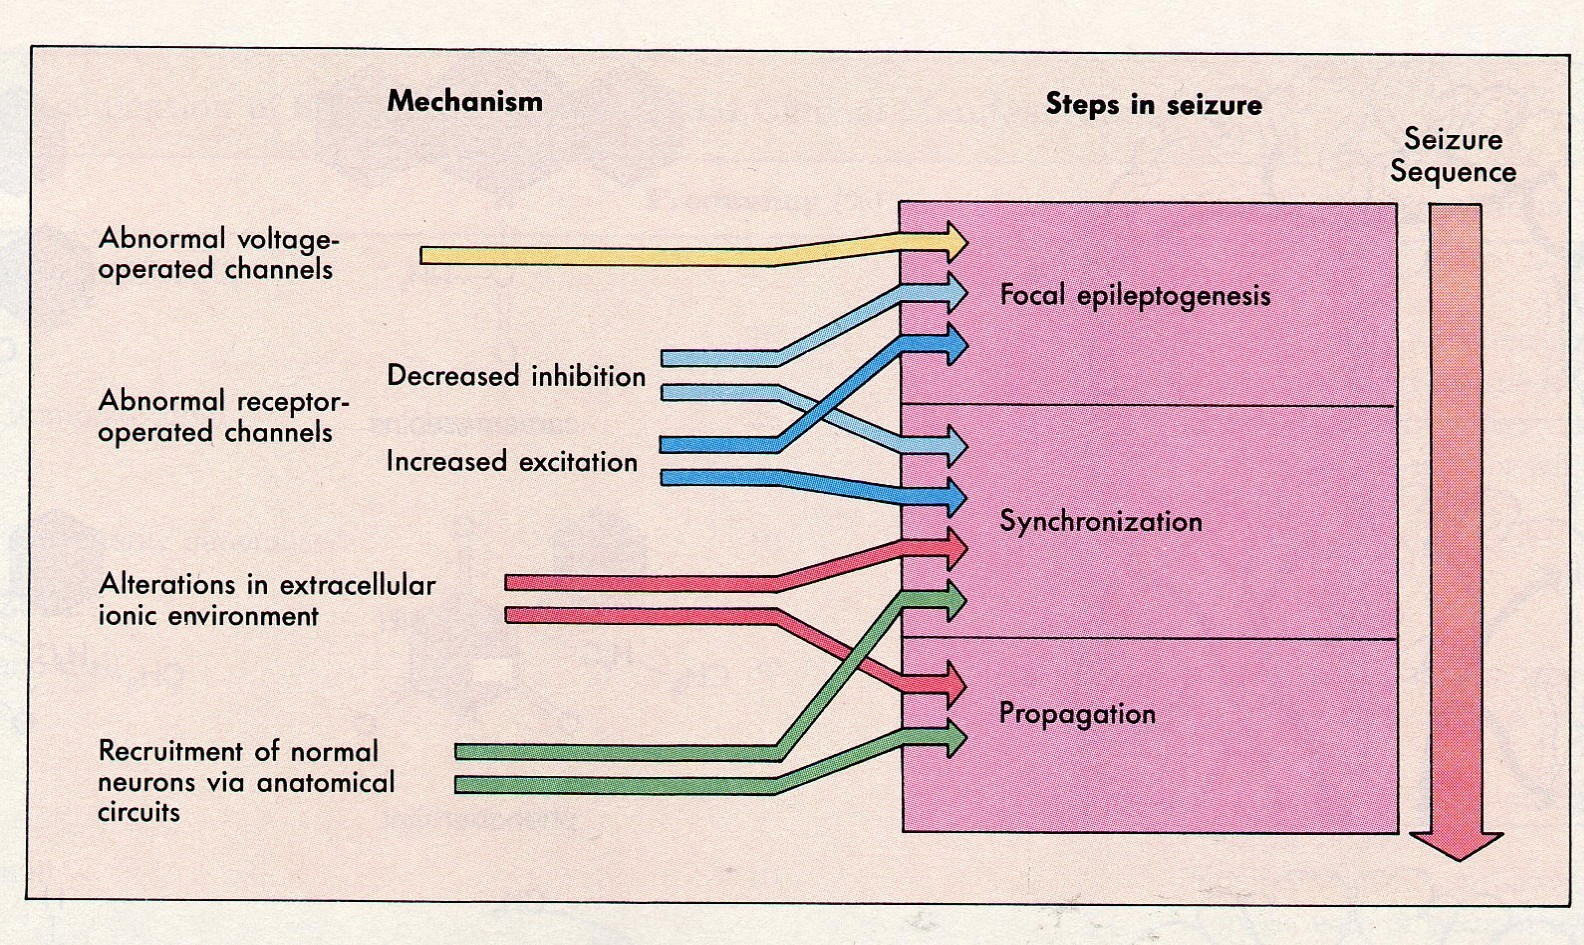 Mechanism
Steps in seizure
Seizure
Sequence
Abnormal voltage-
operated channels
Focal epileptogenesis
Decreased inhibition
Abnormal receptor-
operated channels
Increased excitation
Synchronization
Alterations in extracellular
ionic environment
Propagation
Recruitment of normal
neurons via anatomical
circuits